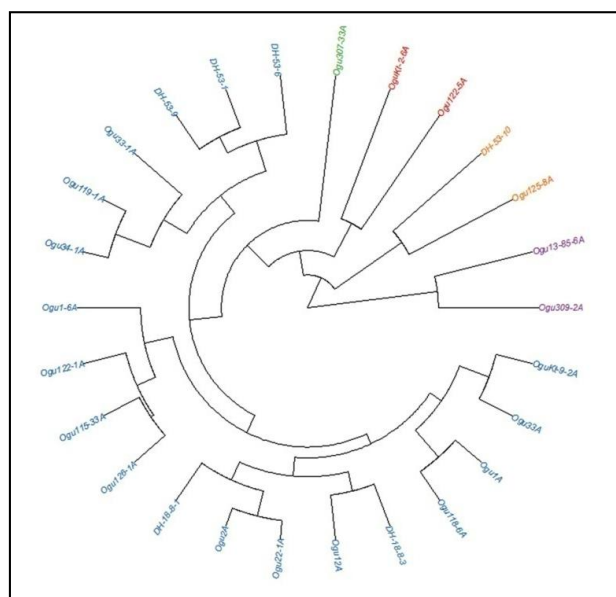 Ogu307-33A
OguKt-2-6A
Ogu122-5A
DH-53-10
Ogu125-8A
Ogu13-85-6A
Ogu309-2A
OguKt-9-2A
Ogu33A
Ogu1A
Ogu118-6A
DH-18-8-3
Ogu12A
Ogu22-1A
Ogu2A
DH-18-8-1
Ogu126-1A
Ogu115-33A
Ogu122-1A
Ogu1-6A
Ogu34-1A
Ogu119-1A
Ogu33-1A
DH-53-9
DH-53-1
DH-53-6